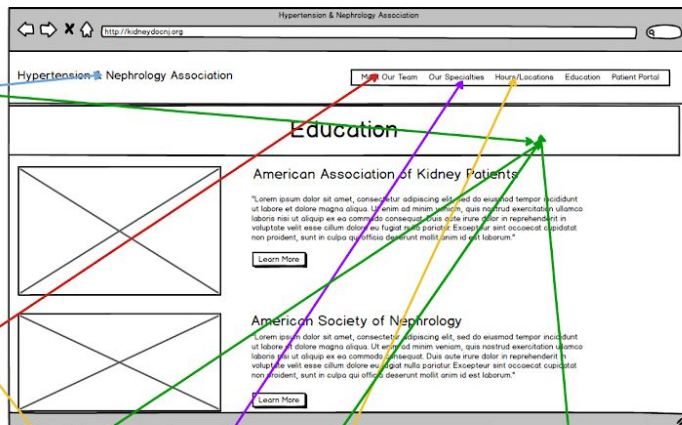 Hypertension & Nephrology Association
http://kidneydocnj.org
Hypertension & Nephrology Association
Meet Our Team Our Specialties Hours/Locations Education Patient Portal
Education
American Association of Kidney Patients
"Lorem ipsum dolor sit amet, consectetur adipiscing elit, sed do eiusmod tempor incididunt
ut labore et dolore magna aliqua. Ut enim ad minim veniam, quis nostrud exercitation ullamco
laboris nisi ut aliquip ex ea commodo consequat. Duis aute irure dolor in reprehenderit in
voluptate velit esse cillum dolore eu fugiat nulla pariatur. Excepteur sint occaecat cupidatat
non proident, sunt in culpa qui officia deserunt mollit anim id est laborum."
Learn More
American Society of Nephrology
"Lorem ipsum dolor sit amet, consectetur adipiscing elit, sed do eiusmod tempor incididunt
ut labore et dolore magna aliqua. Ut enim ad minim veniam, quis nostrud exercitation ullamco
laboris nisi ut aliquip ex ea commodo consequat. Duis aute irure dolor in reprehenderit in
voluptate velit esse cillum dolore eu fugiat nulla pariatur. Excepteur sint occaecat cupidatat
non proident, sunt in culpa qui officia deserunt mollit anim id est laborum."
Learn More